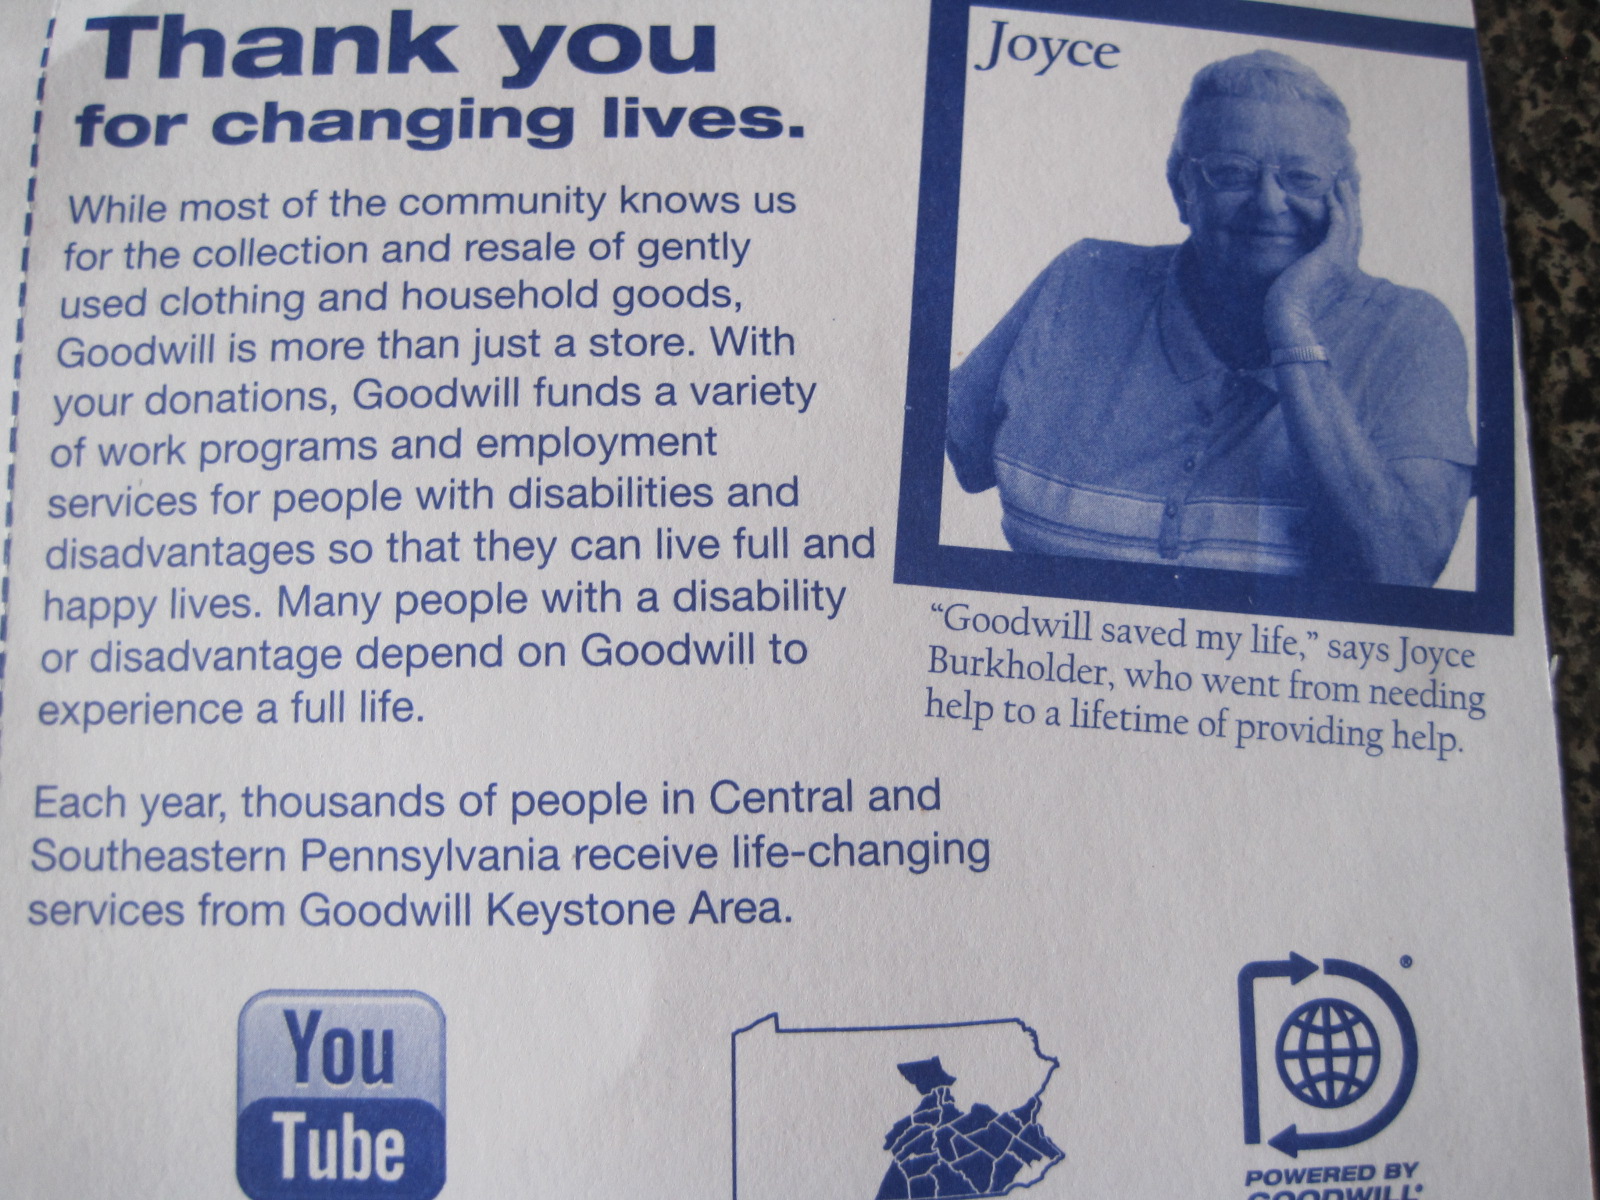 Thank you
for changing lives.
While most of the community knows us
for the collection and resale of gently
used clothing and household goods,
Goodwill is more than just a store. With
your donations, Goodwill funds a variety
of work programs and employment
services for people with disabilities and
disadvantages so that they can live full and
happy lives. Many people with a disability
or disadvantage depend on Goodwill to
experience a full life.
Joyce
“Goodwill saved my life,” says Joyce
Burkholder, who went from needing
help to a lifetime of providing help.
Each year, thousands of people in Central and
Southeastern Pennsylvania receive life-changing
services from Goodwill Keystone Area.
You
Tube
®
POWERED BY
GOODWILL®